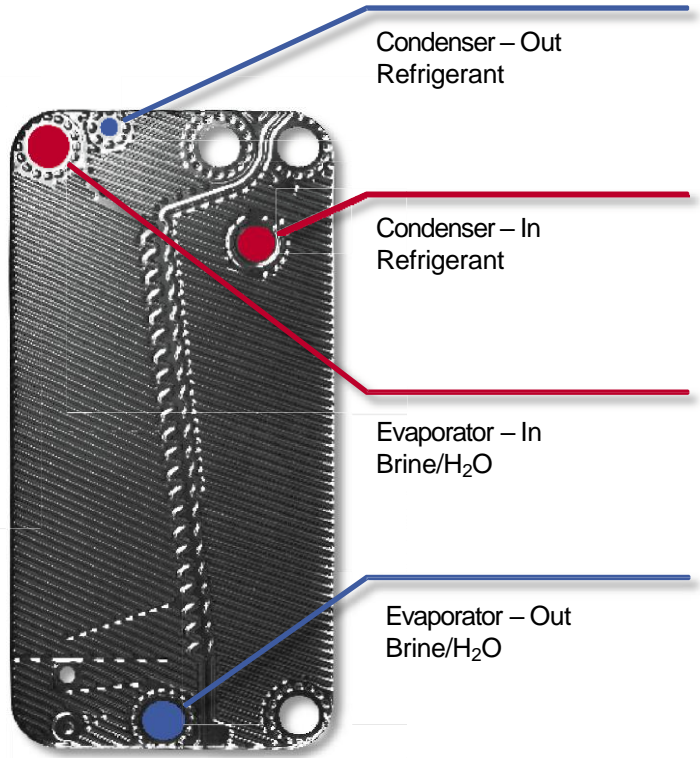 Condenser – Out
Refrigerant
Condenser – In
Refrigerant
Evaporator – In
Brine/H₂O
Evaporator – Out
Brine/H₂O